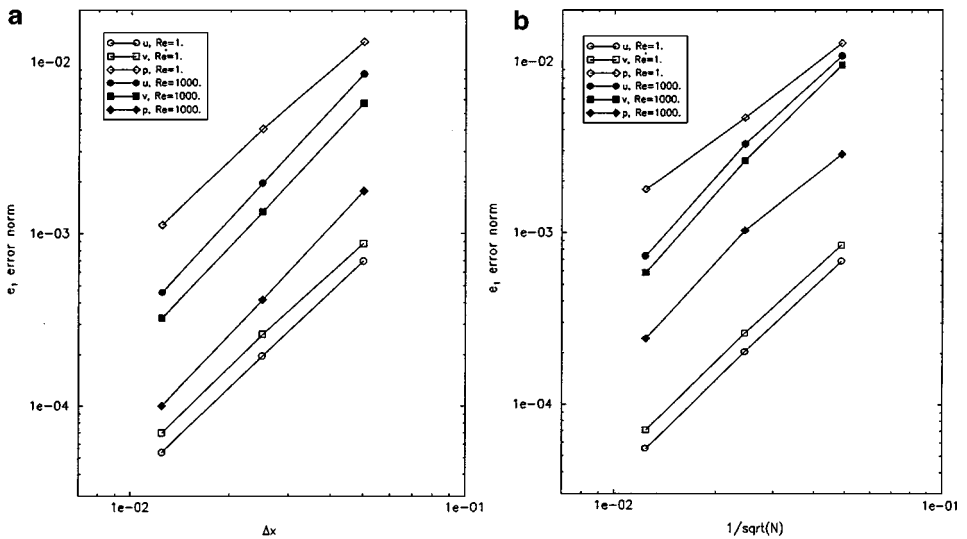 a
u, Re=1.
v, Re=1.
p, Re=1.
u, Re=1000.
v, Re=1000.
p, Re=1000.
1e-02
1e-03
1e-04
e₁ error norm
1e-02
1e-01
Δx
b
u, Re=1.
v, Re=1.
p, Re=1.
u, Re=1000.
v, Re=1000.
p, Re=1000.
1e-02
1e-03
1e-04
e₁ error norm
1e-02
1e-01
1/sqrt(N)